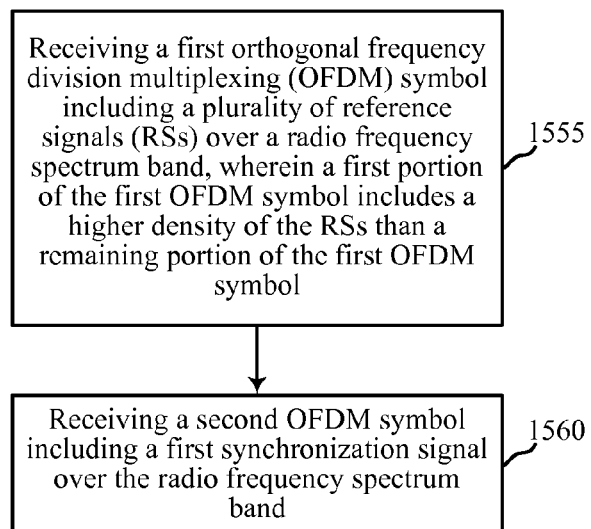 Receiving a first orthogonal frequency
division multiplexing (OFDM) symbol
including a plurality of reference
signals (RSs) over a radio frequency
spectrum band, wherein a first portion
of the first OFDM symbol includes a
higher density of the RSs than a
remaining portion of the first OFDM
symbol
1555
Receiving a second OFDM symbol
including a first synchronization signal
over the radio frequency spectrum
band
1560